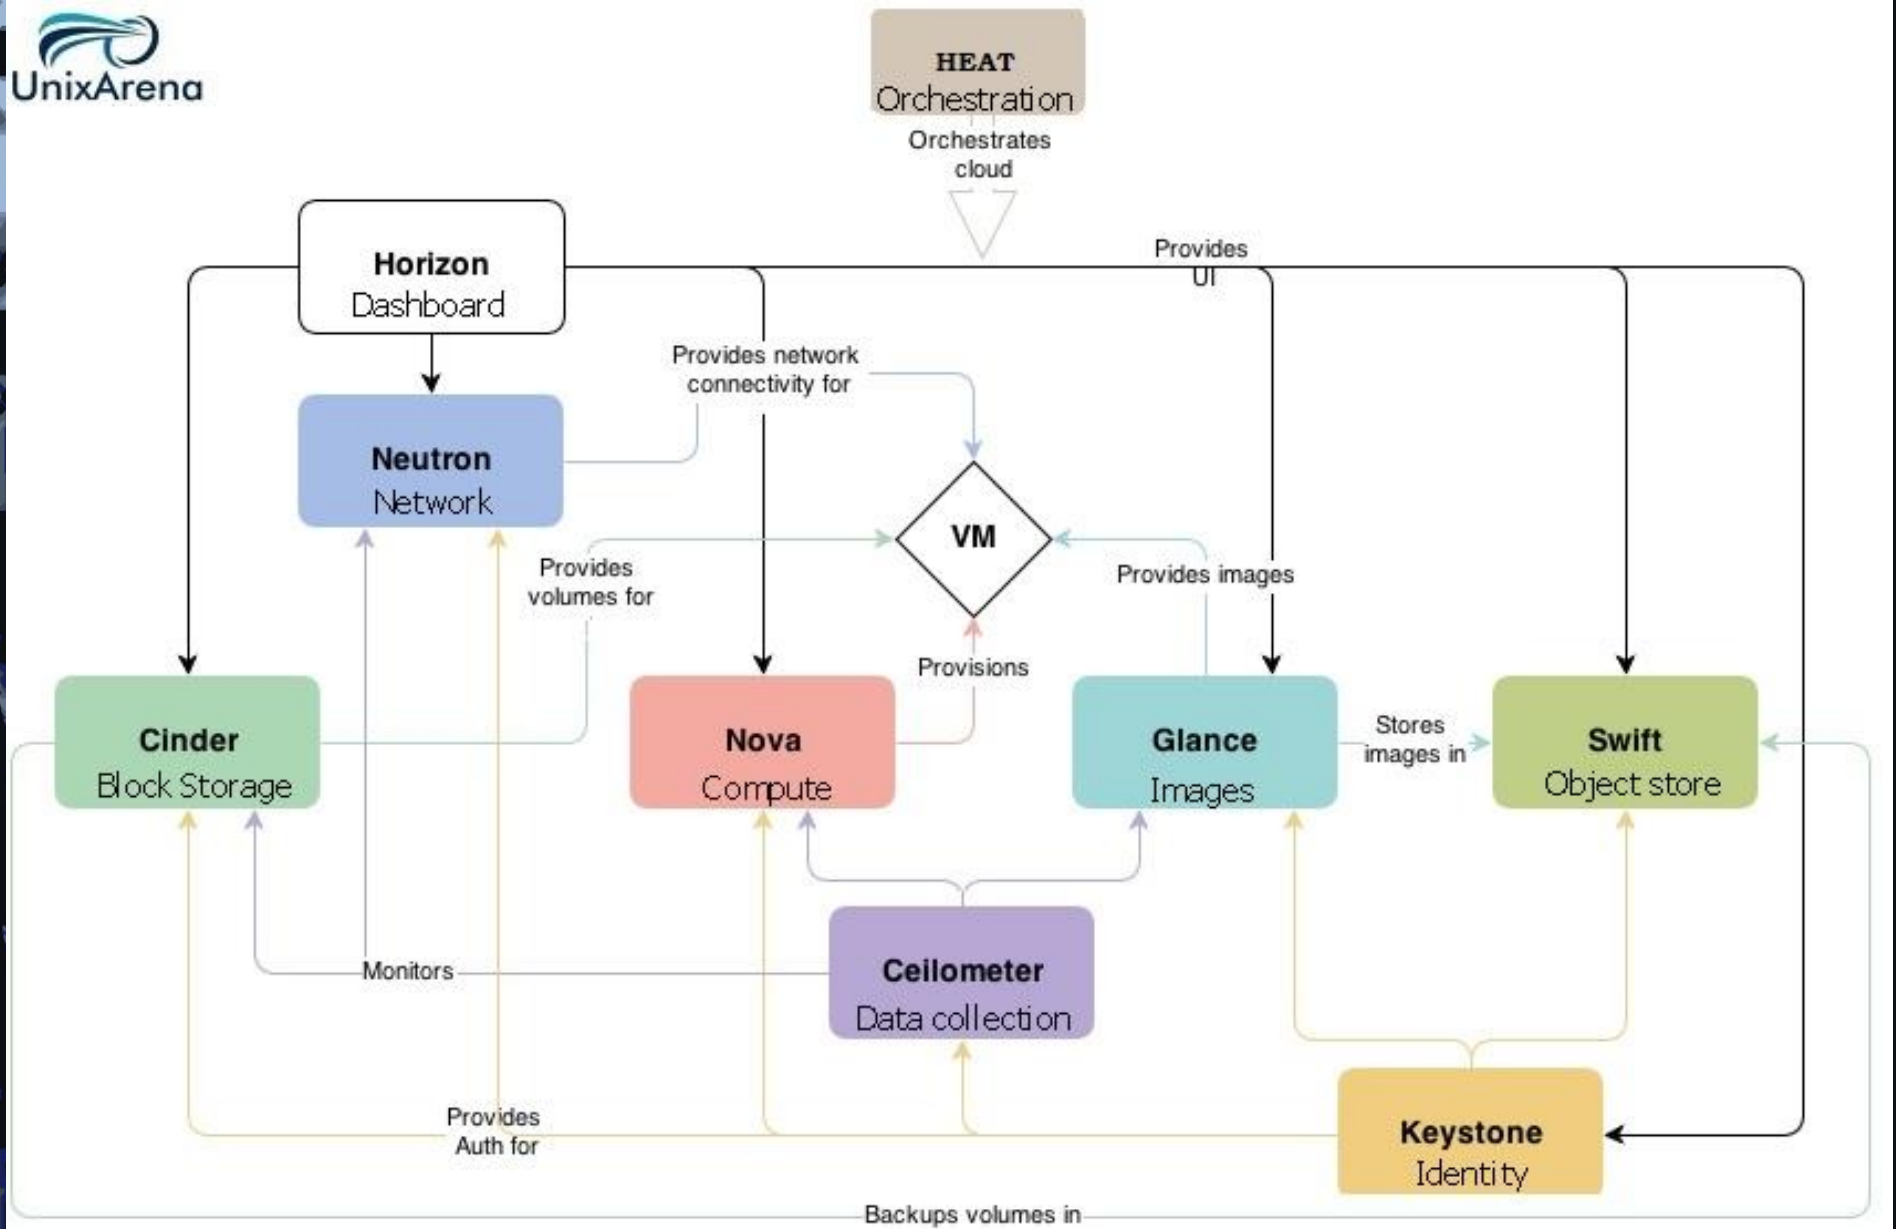 UnixArena
HEAT
Orchestration
Orchestrates
cloud
Provides
UI
Horizon
Dashboard
Provides network
connectivity for
Neutron
Network
VM
Provides
volumes for
Provides images
Provisions
Cinder
Block Storage
Nova
Compute
Glance
Images
Stores
images in
Swift
Object store
Monitors
Ceilometer
Data collection
Provides
Auth for
Keystone
Identity
Backups volumes in